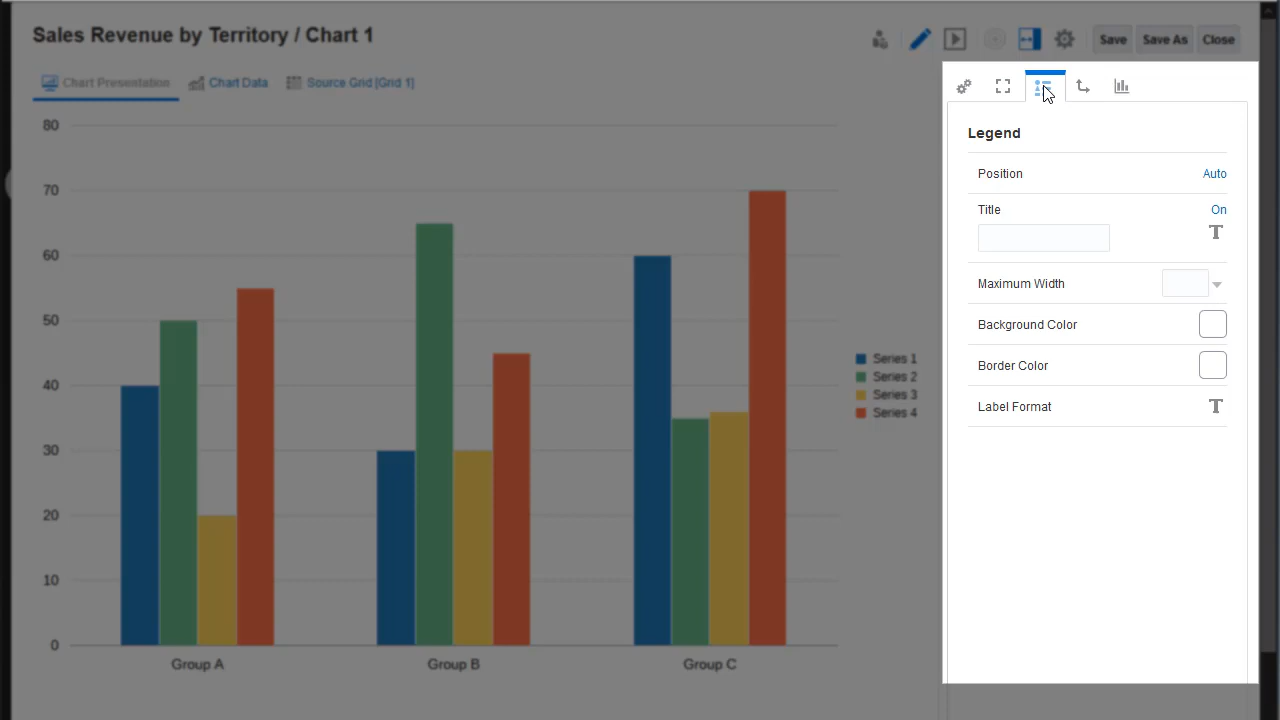 Sales Revenue by Territory / Chart 1
Save
Save As
Close
Chart Presentation
Chart Data
Source Grid [Grid 1]
80
70
60
50
40
30
20
10
0
Group A
Group B
Group C
Series 1
Series 2
Series 3
Series 4
Legend
Position Auto
Title On
T
Maximum Width
Background Color
Border Color
Label Format T